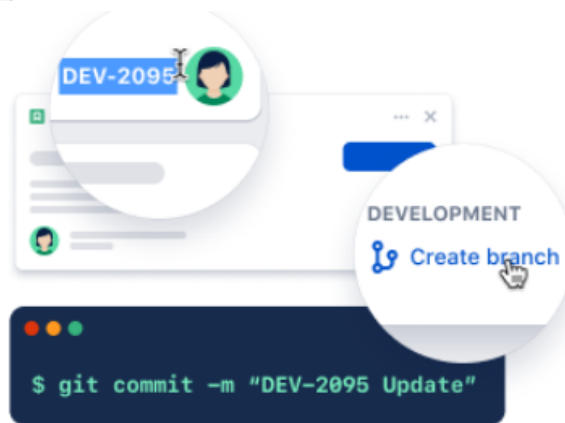 DEV-2095
DEVELOPMENT
Create branch
$ git commit -m “DEV-2095 Update”